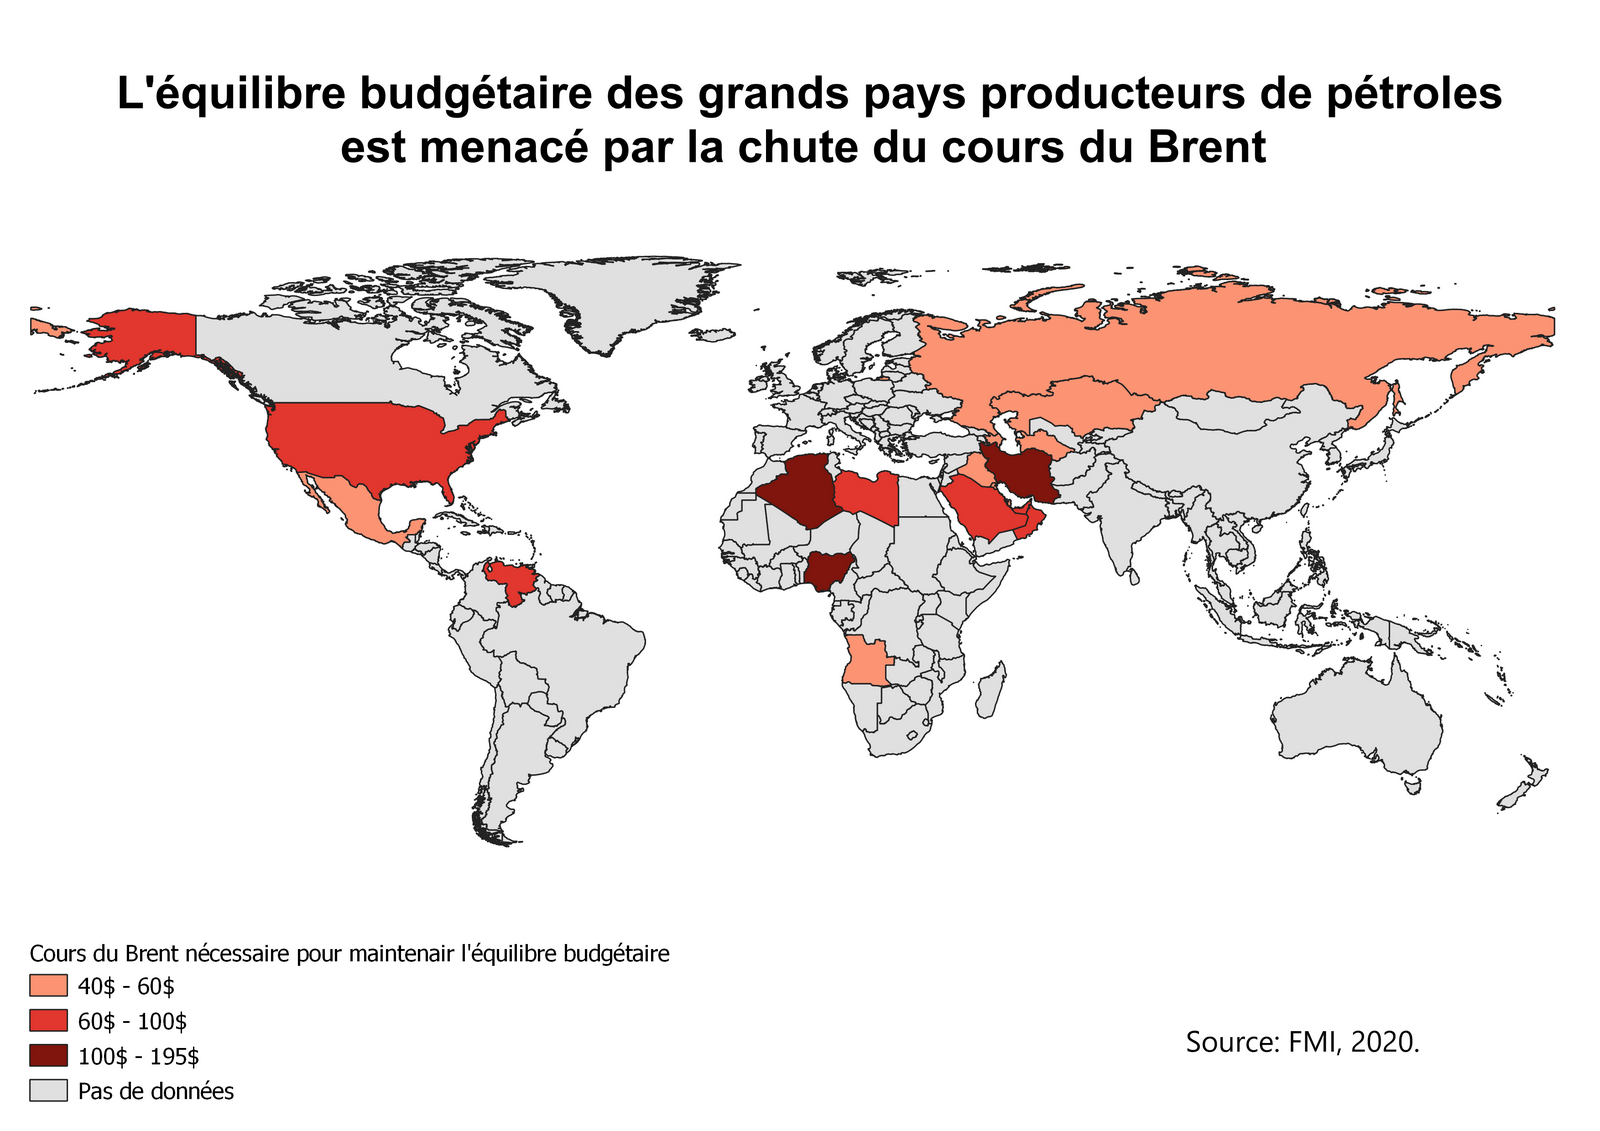 L'équilibre budgétaire des grands pays producteurs de pétroles
est menacé par la chute du cours du Brent
Cours du Brent nécessaire pour maintenair l'équilibre budgétaire
40$ - 60$
60$ - 100$
100$ - 195$
Pas de données
Source: FMI, 2020.